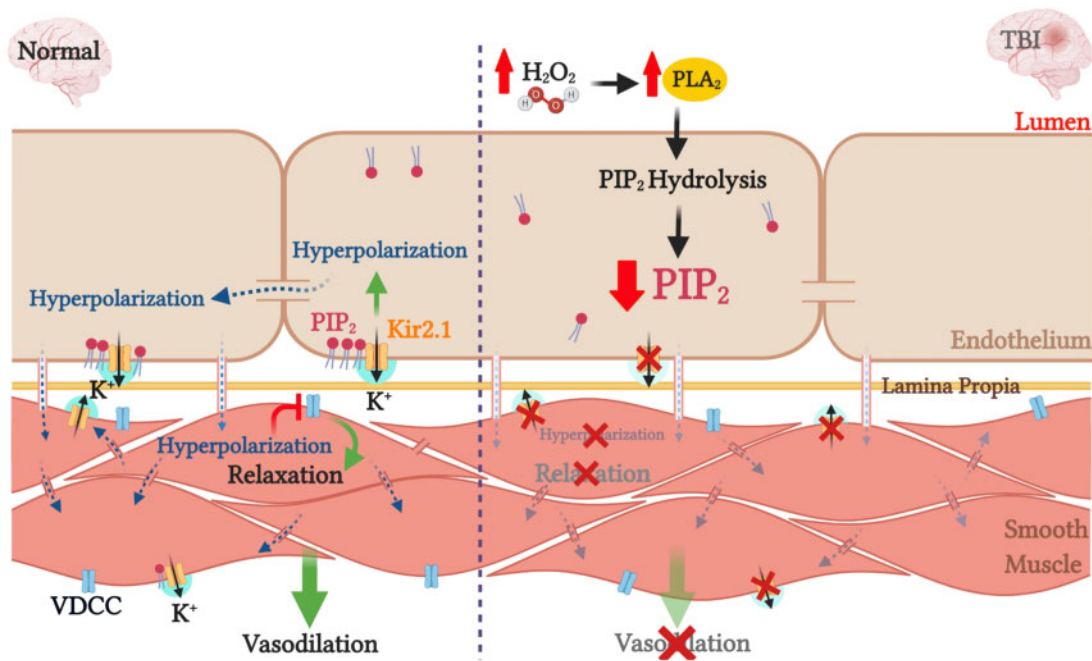 Normal
TBI
H₂O₂
H O O H
PLA₂
Lumen
PIP₂ Hydrolysis
Hyperpolarization
Hyperpolarization
PIP₂
PIP₂
Kir2.1
Endothelium
K⁺
K⁺
Lamina Propia
Hyperpolarization
Hyperpolarization
Relaxation
Relaxation
Smooth
Muscle
VDCC
K⁺
Vasodilation
Vasodilation